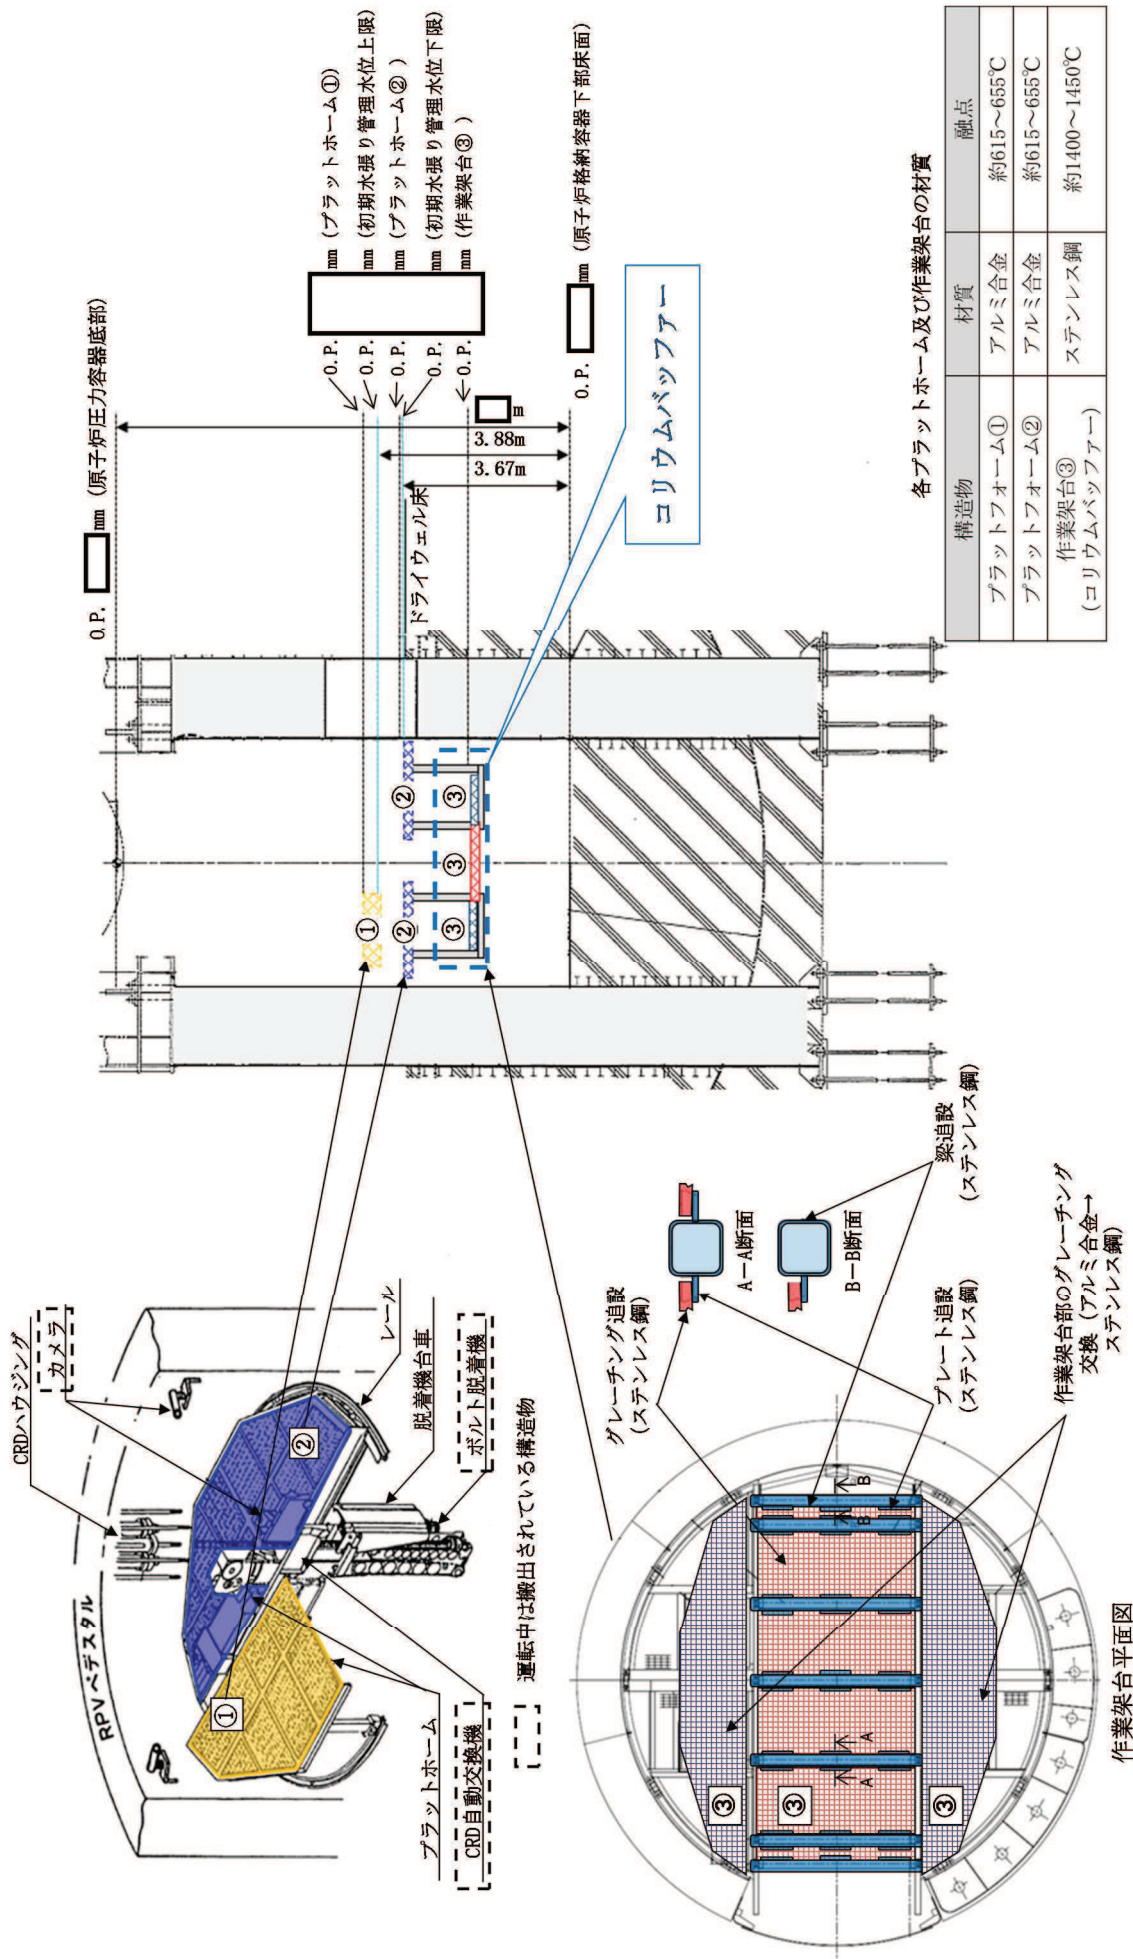 RPVペデスタル
CRDハウジング
カメラ
レール
脱着機台車
ボルト脱着機
プラットホーム
CRD自動交換機
運転中は搬出されている構造物
①
②
O.P.
mm (原子炉圧力容器底部)
O.P.
mm (プラットホーム①)
O.P.
mm (初期水張り管理水位上限)
O.P.
mm (プラットホーム②)
O.P.
mm (初期水張り管理水位下限)
O.P.
mm (作業架台③)
m
3.88m
3.67m
ドライウェル床
O.P.
mm (原子炉格納容器下部床面)
①
②
②
③
③
③
コリウムバッファー
グレーチング追設
(ステンレス鋼)
A－A断面
B－B断面
梁追設
(ステンレス鋼)
プレート追設
(ステンレス鋼)
作業架台部のグレーチング
交換 (アルミ合金→
ステンレス鋼)
③
③
③
A
A
B
B
作業架台平面図
各プラットホーム及び作業架台の材質
構造物 材質 融点
プラットフォーム① アルミ合金 約615～655℃
プラットフォーム② アルミ合金 約615～655℃
作業架台③
(コリウムバッファー) ステンレス鋼 約1400～1450℃